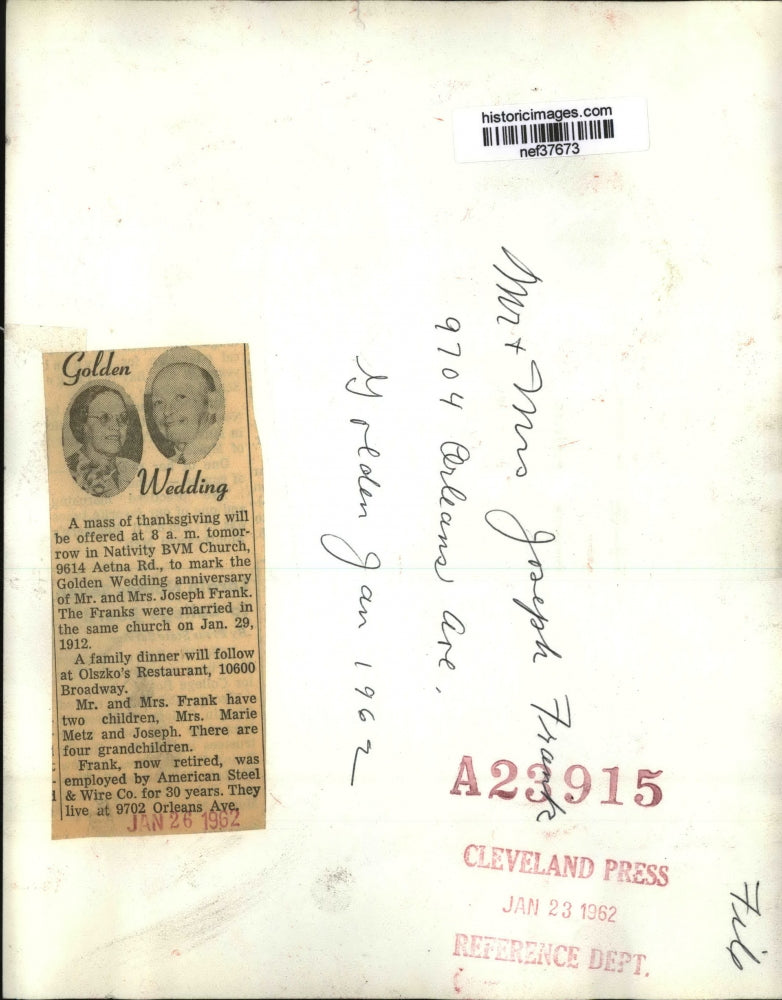 historicimages.com
nef37673
Mr + Mrs Joseph Frank
9704 Orleans Ave.
Golden Jan 1962
Golden
Wedding
A mass of thanksgiving will
be offered at 8 a. m. tomor-
row in Nativity BVM Church,
9614 Aetna Rd., to mark the
Golden Wedding anniversary
of Mr. and Mrs. Joseph Frank.
The Franks were married in
the same church on Jan. 29,
1912.
A family dinner will follow
at Olszko's Restaurant, 10600
Broadway.
Mr. and Mrs. Frank have
two children, Mrs. Marie
Metz and Joseph. There are
four grandchildren.
Frank, now retired, was
employed by American Steel
& Wire Co. for 30 years. They
live at 9702 Orleans Ave.
JAN 26 1962
A23915
CLEVELAND PRESS
JAN 23 1962
REFERENCE DEPT.
File